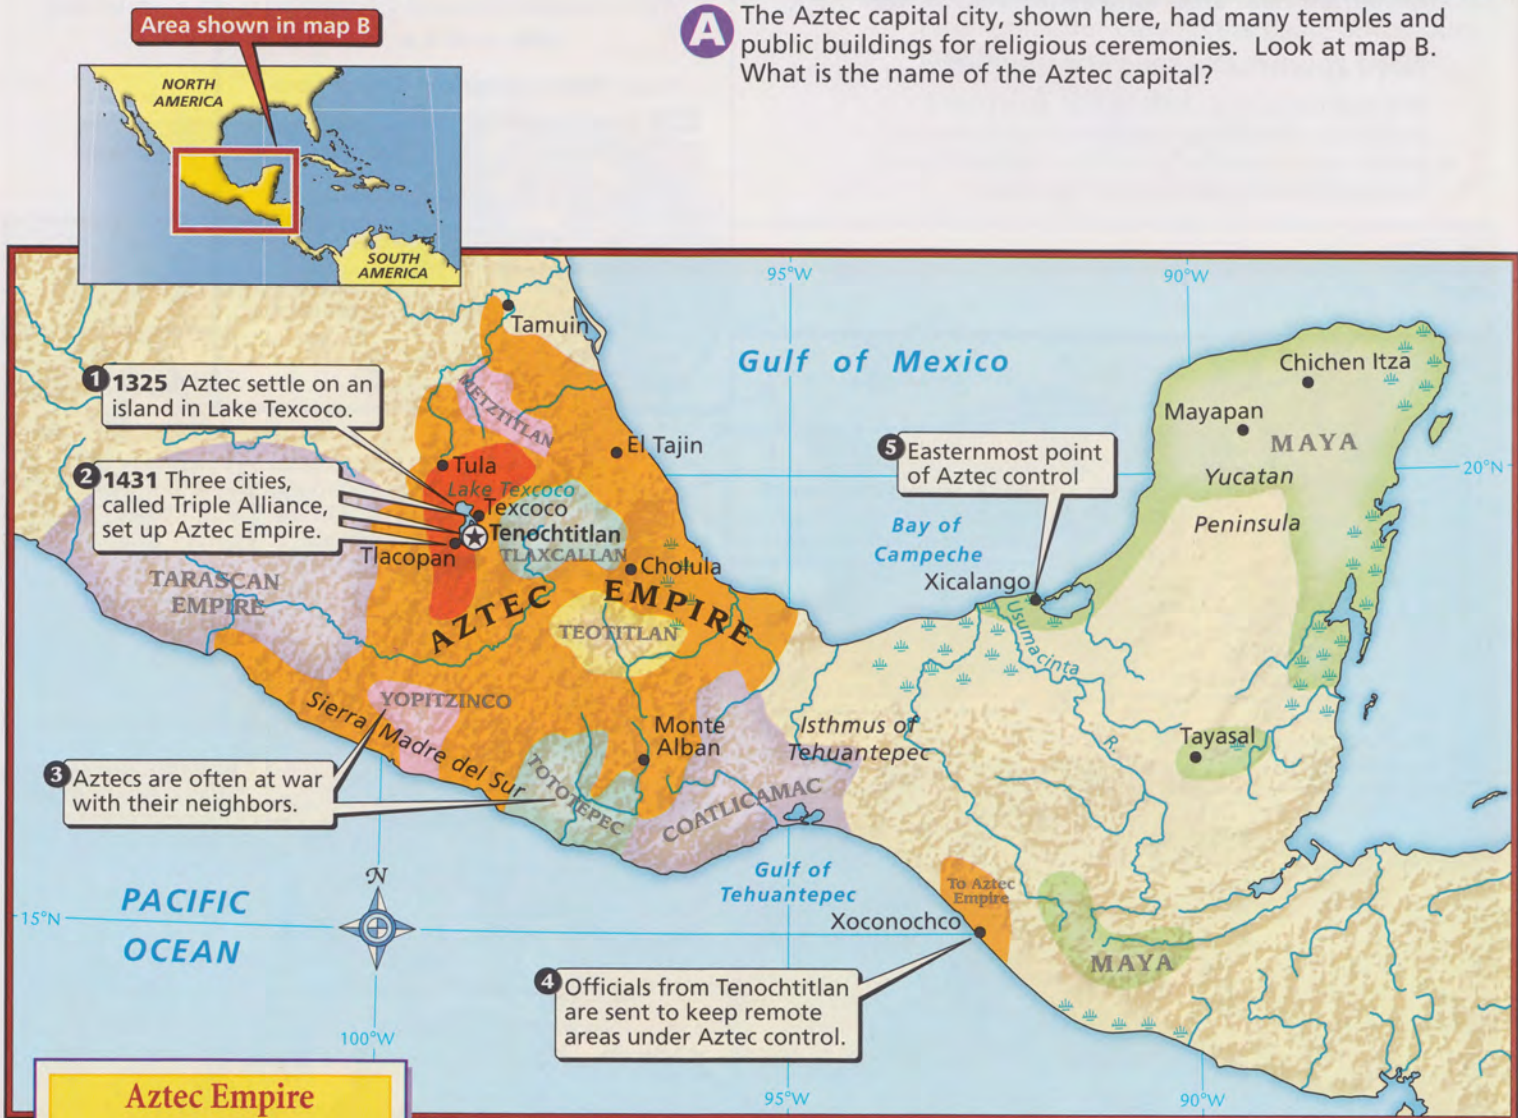 Area shown in map B
NORTH
AMERICA
SOUTH
AMERICA
A
The Aztec capital city, shown here, had many temples and
public buildings for religious ceremonies. Look at map B.
What is the name of the Aztec capital?
95°W
90°W
Tamuin
Gulf of Mexico
Chichen Itza
1 1325 Aztec settle on an
island in Lake Texcoco.
METZTITLAN
Mayapan
MAYA
El Tajin
5 Easternmost point
of Aztec control
2 1431 Three cities,
called Triple Alliance,
set up Aztec Empire.
Tula
Lake Texcoco
Texcoco
Tenochtitlan
Tlacopan
TLAXCALLAN
Cholula
Yucatan
Peninsula
20°N
Bay of
Campeche
Xicalango
TARASCAN
EMPIRE
AZTEC EMPIRE
TEOTITLAN
Usumacinta
R.
YOPITZINCO
Sierra Madre del Sur
Monte
Alban
Isthmus of
Tehuantepec
Tayasal
3 Aztecs are often at war
with their neighbors.
TOTOTEPEC
COATLICAMAC
N
PACIFIC
OCEAN
15°N
Gulf of
Tehuantepec
To Aztec
Empire
Xoconochco
MAYA
4 Officials from Tenochtitlan
are sent to keep remote
areas under Aztec control.
100°W
95°W
90°W
Aztec Empire